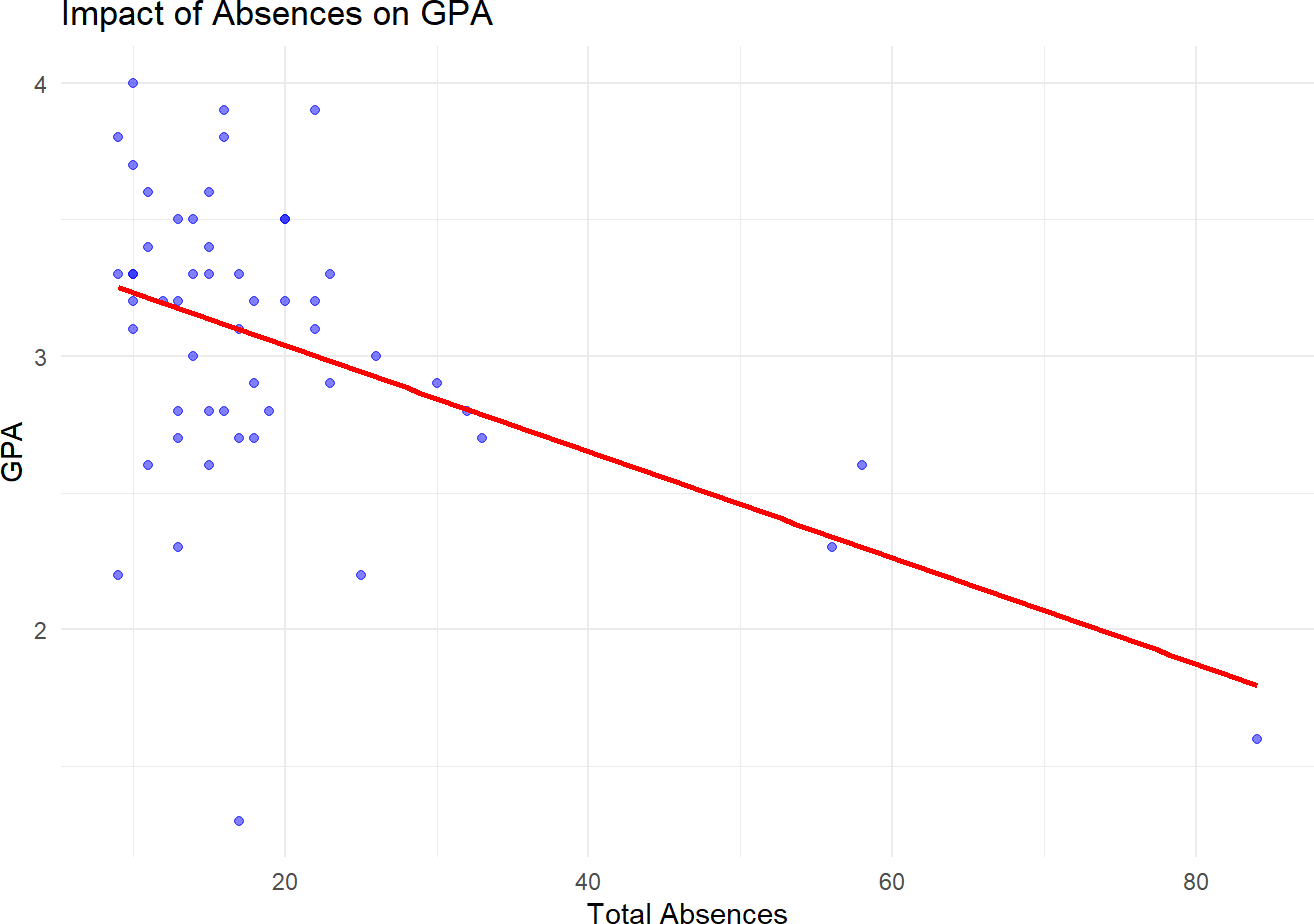 Impact of Absences on GPA
4
3
2
GPA
20 40 60 80
Total Absences